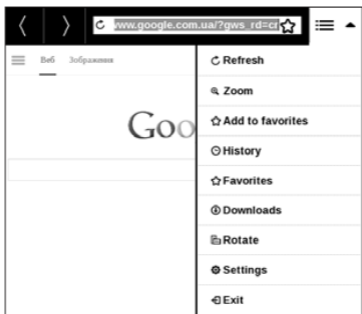 www.google.com.ua/?gws_rd=cr
Веб Зображення
Goo
Refresh
Zoom
Add to favorites
History
Favorites
Downloads
Rotate
Settings
Exit